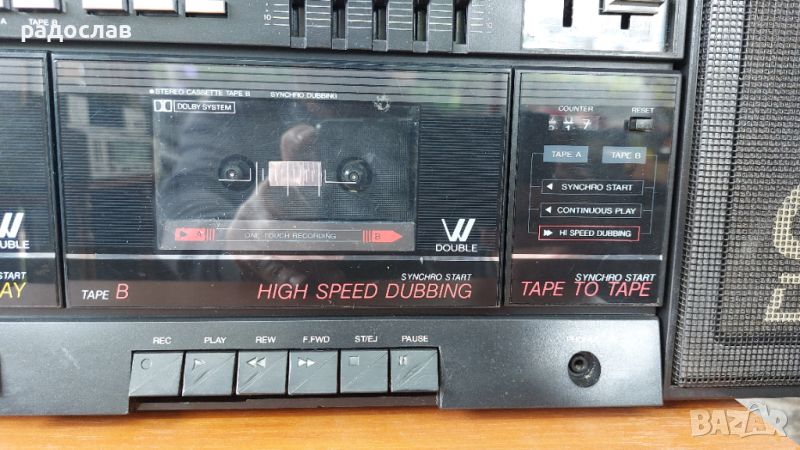 радослав
TAPE B
10
10
STEREO CASSETTE TAPE B SYNCHRO DUBBING
DOLBY SYSTEM
A ONE TOUCH RECORDING B
W
DOUBLE
W
DOUBLE
START
AY
SYNCHRO START
TAPE B HIGH SPEED DUBBING
COUNTER RESET
TAPE A TAPE B
SYNCHRO START
CONTINUOUS PLAY
HI SPEED DUBBING
SYNCHRO START
TAPE TO TAPE
REC PLAY REW F.FWD ST/EJ PAUSE
BAZAR